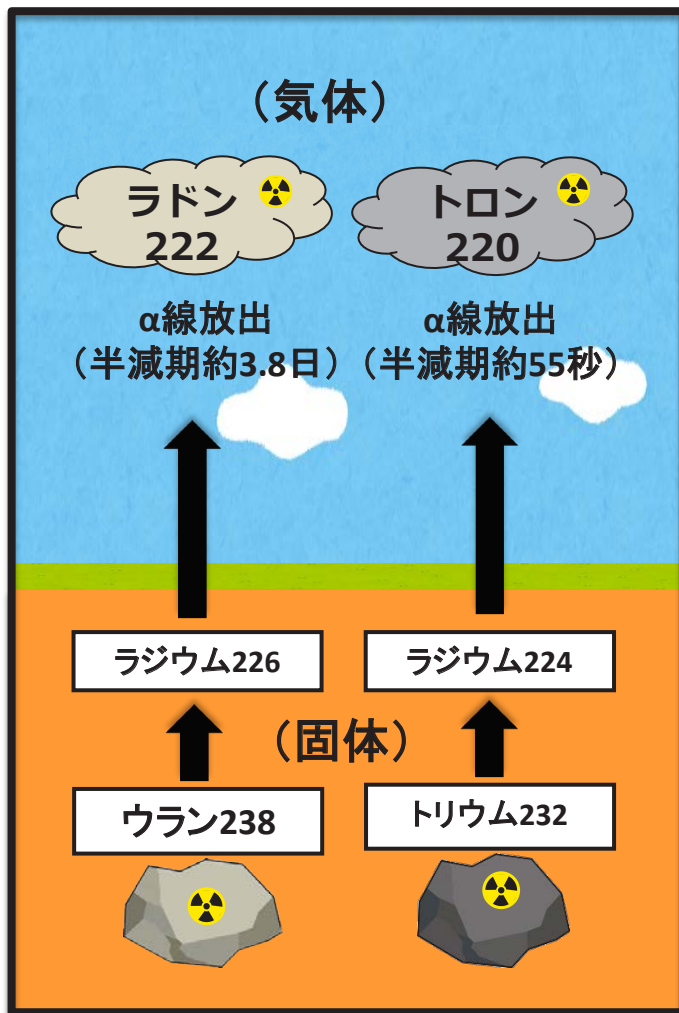 （気体）
ラドン
222
トロン
220
α線放出
（半減期約3.8日）
α線放出
（半減期約55秒）
ラジウム226
ラジウム224
（固体）
ウラン238
トリウム232